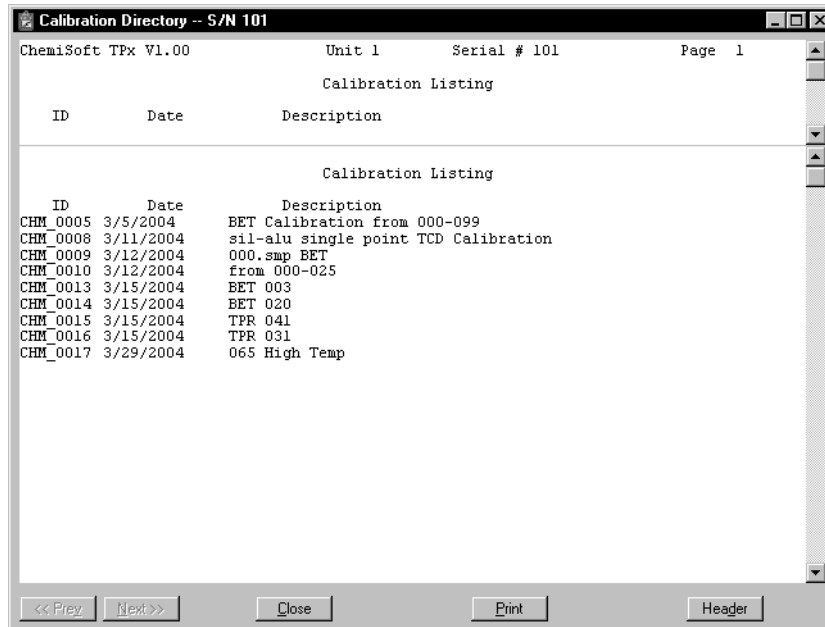 Calibration Directory -- S/N 101
ChemiSoft TPx V1.00 Unit 1 Serial # 101 Page 1
Calibration Listing
ID Date Description
Calibration Listing
ID Date Description
CHM_0005 3/5/2004 BET Calibration from 000-099
CHM_0008 3/11/2004 sil-alu single point TCD Calibration
CHM_0009 3/12/2004 000.smp BET
CHM_0010 3/12/2004 from 000-025
CHM_0013 3/15/2004 BET 003
CHM_0014 3/15/2004 BET 020
CHM_0015 3/15/2004 TPR 041
CHM_0016 3/15/2004 TPR 031
CHM_0017 3/29/2004 065 High Temp
<< Prev Next >> Close Print Header